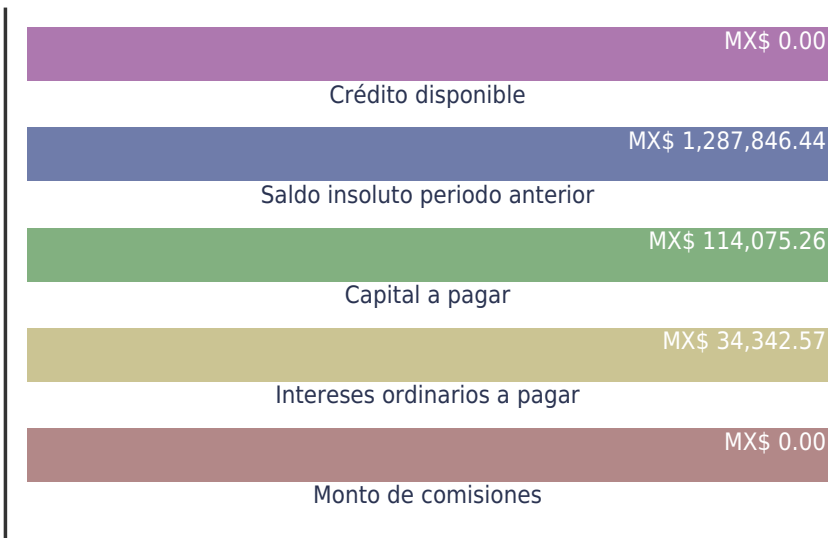 MX$ 0.00
Crédito disponible
MX$ 1,287,846.44
Saldo insoluto periodo anterior
MX$ 114,075.26
Capital a pagar
MX$ 34,342.57
Intereses ordinarios a pagar
MX$ 0.00
Monto de comisiones